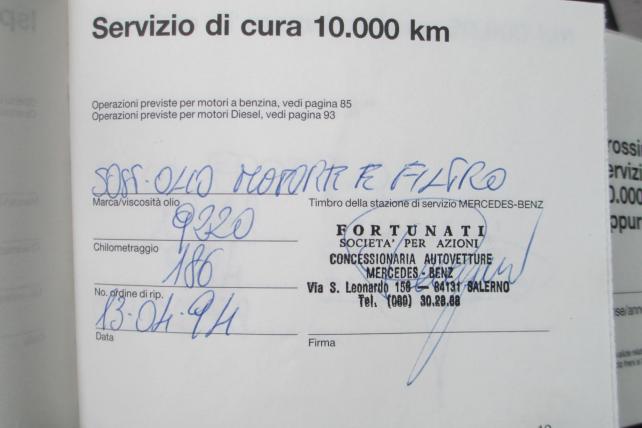 Servizio di cura 10.000 km
Operazioni previste per motori a benzina, vedi pagina 85
Operazioni previste per motori Diesel, vedi pagina 93
SOST. OLIO MOTORE E FILTRO
Marca/viscosità olio
Timbro della stazione di servizio MERCEDES-BENZ
9220
Chilometraggio
186
No. ordine di rip.
13-04-94
Data
FORTUNATI
SOCIETA' PER AZIONI
CONCESSIONARIA AUTOVETTURE
MERCEDES-BENZ
Via S. Leonardo 156 — 84131 SALERNO
Tel. (089) 30.28.68
Firma